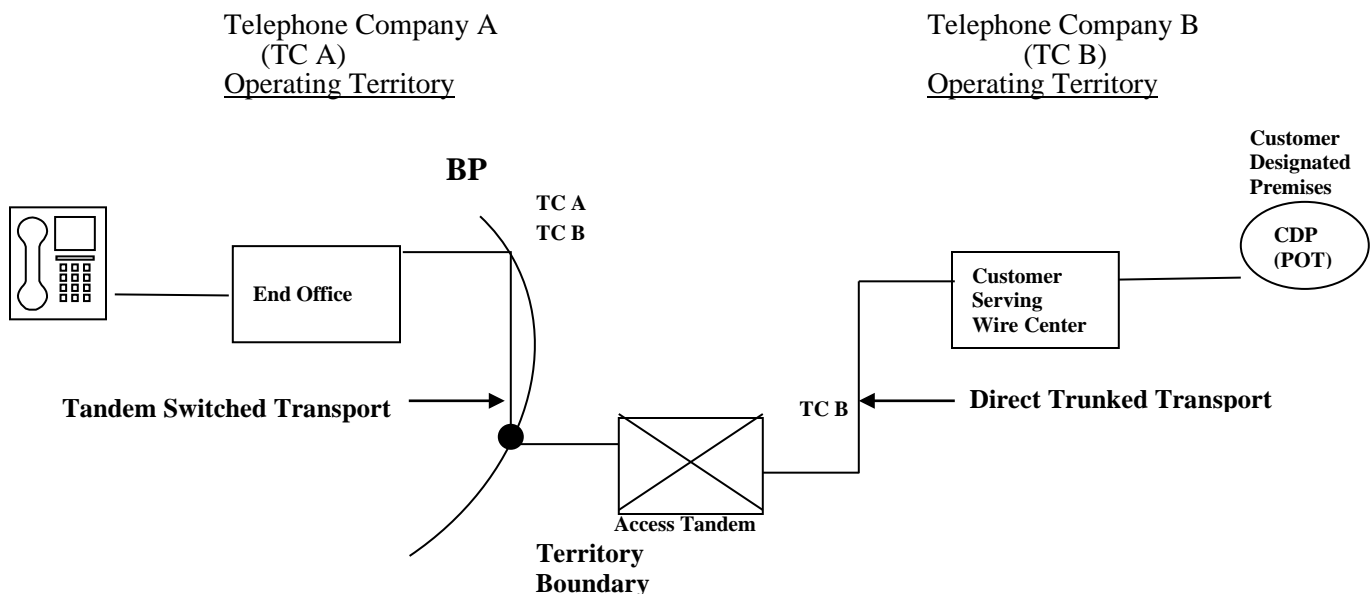 Telephone Company A
(TC A)
Operating Territory
Telephone Company B
(TC B)
Operating Territory
BP
TC A
TC B
Customer
Designated
Premises
CDP
(POT)
End Office
Customer
Serving
Wire Center
Tandem Switched Transport
TC B
Direct Trunked Transport
Access Tandem
Territory
Boundary